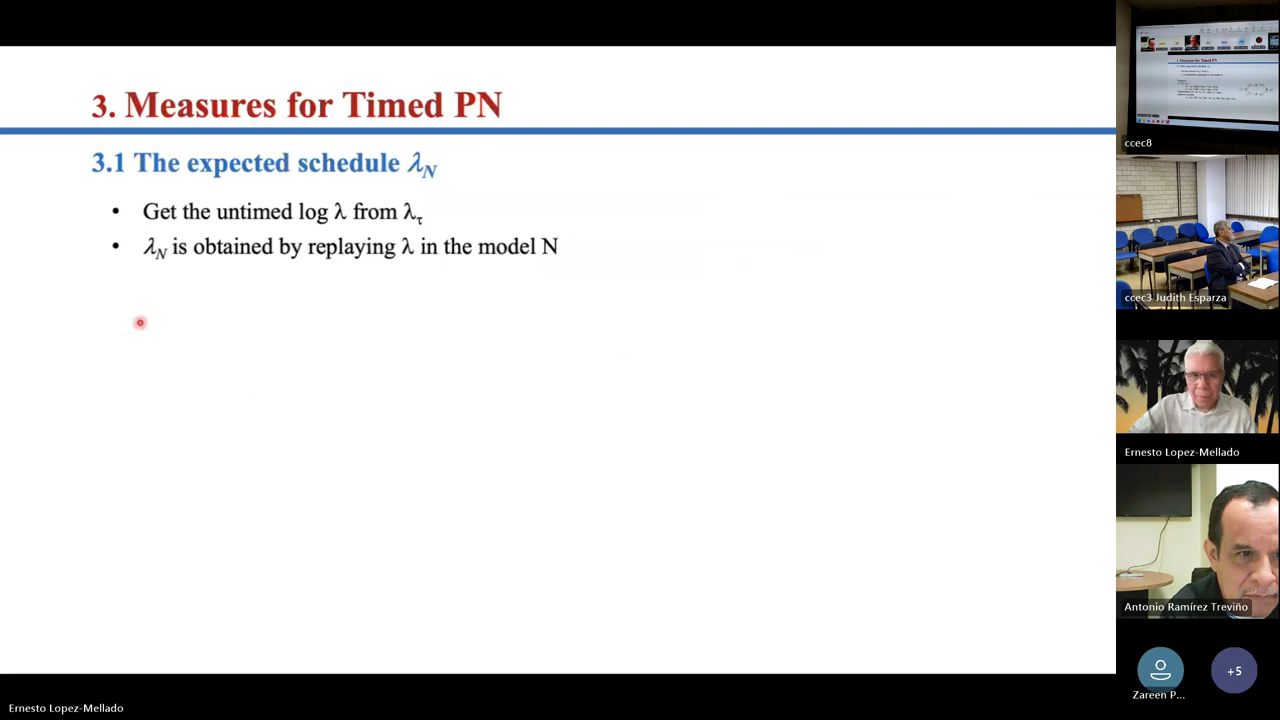 3. Measures for Timed PN
3.1 The expected schedule λN
• Get the untimed log λ from λτ
• λN is obtained by replaying λ in the model N
ccec8
ccec3 Judith Esparza
Ernesto Lopez-Mellado
Antonio Ramírez Treviño
Zareen P...
+5
Ernesto Lopez-Mellado